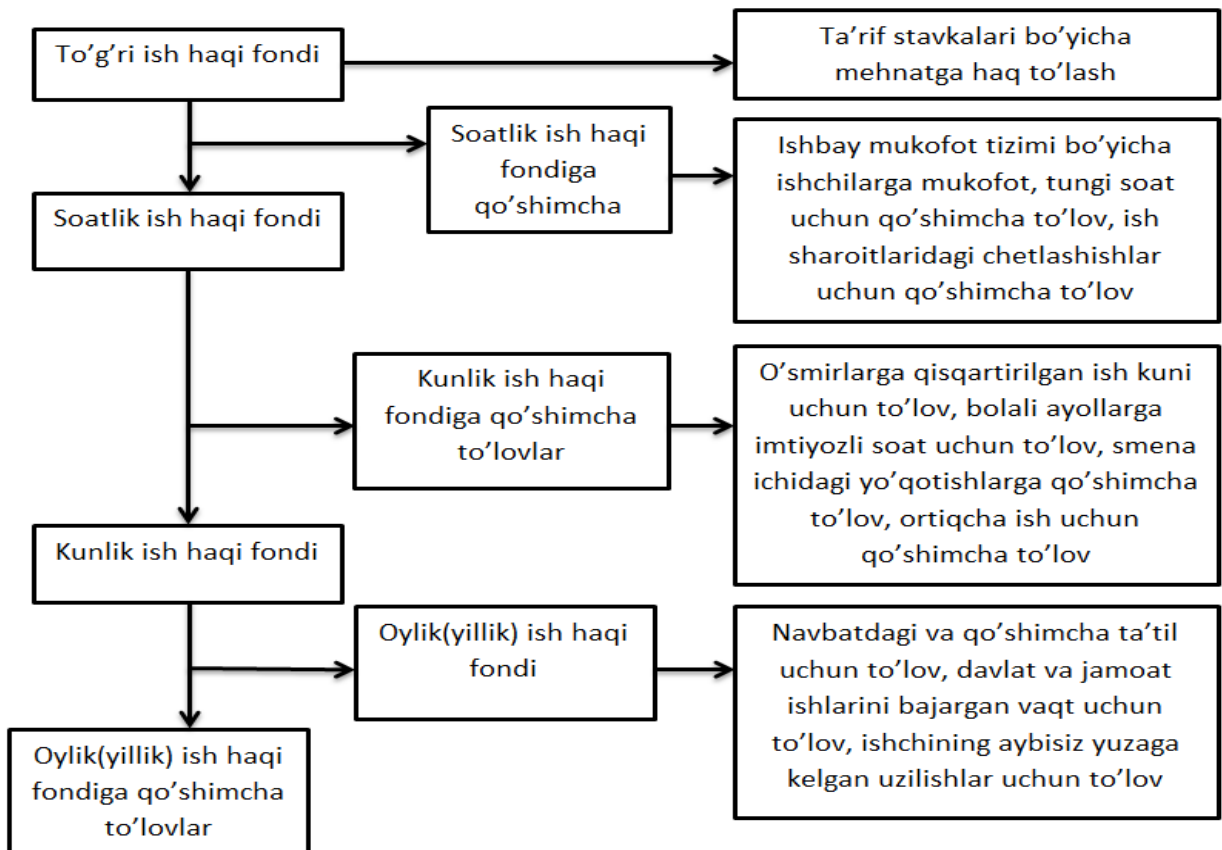 To’g’ri ish haqi fondi
Ta’rif stavkalari bo’yicha
mehnatga haq to’lash
Soatlik ish haqi
fondiga
qo’shimcha
Ishbay mukofot tizimi bo’yicha
ishchilarga mukofot, tungi soat
uchun qo’shimcha to’lov, ish
sharoitlaridagi chetlashishlar
uchun qo’shimcha to’lov
Soatlik ish haqi fondi
Kunlik ish haqi
fondiga qo’shimcha
to’lovlar
O’smirlarga qisqartirilgan ish kuni
uchun to’lov, bolali ayollarga
imtiyozli soat uchun to’lov, smena
ichidagi yo’qotishlarga qo’shimcha
to’lov, ortiqcha ish uchun
qo’shimcha to’lov
Kunlik ish haqi fondi
Oylik(yillik) ish haqi
fondi
Navbatdagi va qo’shimcha ta’til
uchun to’lov, davlat va jamoat
ishlarini bajargan vaqt uchun
to’lov, ishchining aybisiz yuzaga
kelgan uzilishlar uchun to’lov
Oylik(yillik) ish haqi
fondiga qo’shimcha
to’lovlar